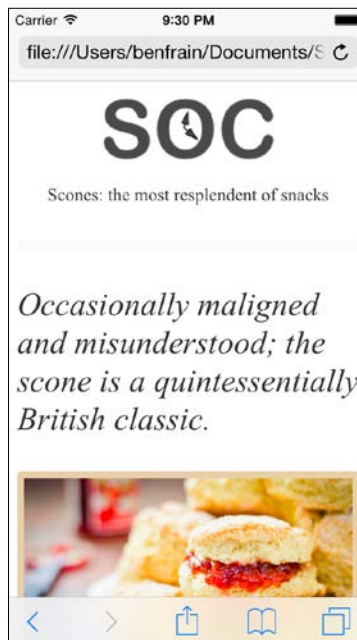 Carrier 9:30 PM
file:///Users/benfrain/Documents/S
SOC
Scones: the most resplendent of snacks
Occasionally maligned
and misunderstood; the
scone is a quintessentially
British classic.